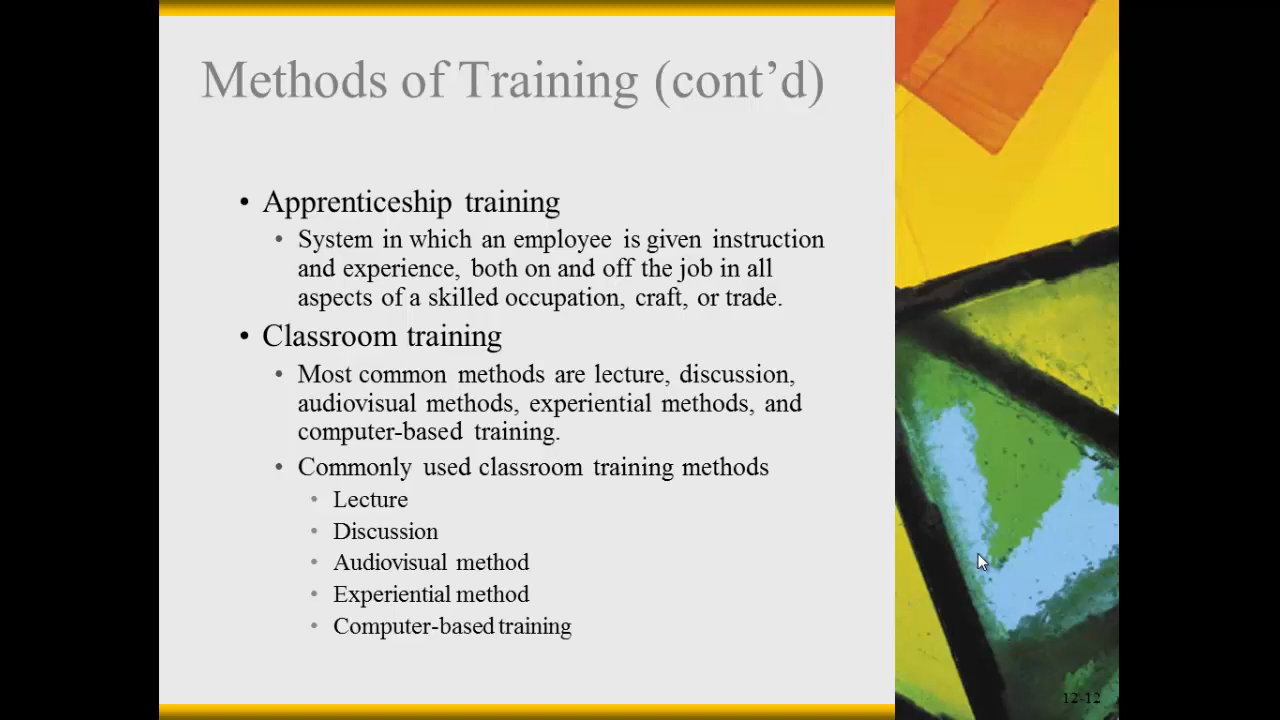 Methods of Training (cont’d)
• Apprenticeship training
• System in which an employee is given instruction
and experience, both on and off the job in all
aspects of a skilled occupation, craft, or trade.
• Classroom training
• Most common methods are lecture, discussion,
audiovisual methods, experiential methods, and
computer-based training.
• Commonly used classroom training methods
• Lecture
• Discussion
• Audiovisual method
• Experiential method
• Computer-based training
12-12